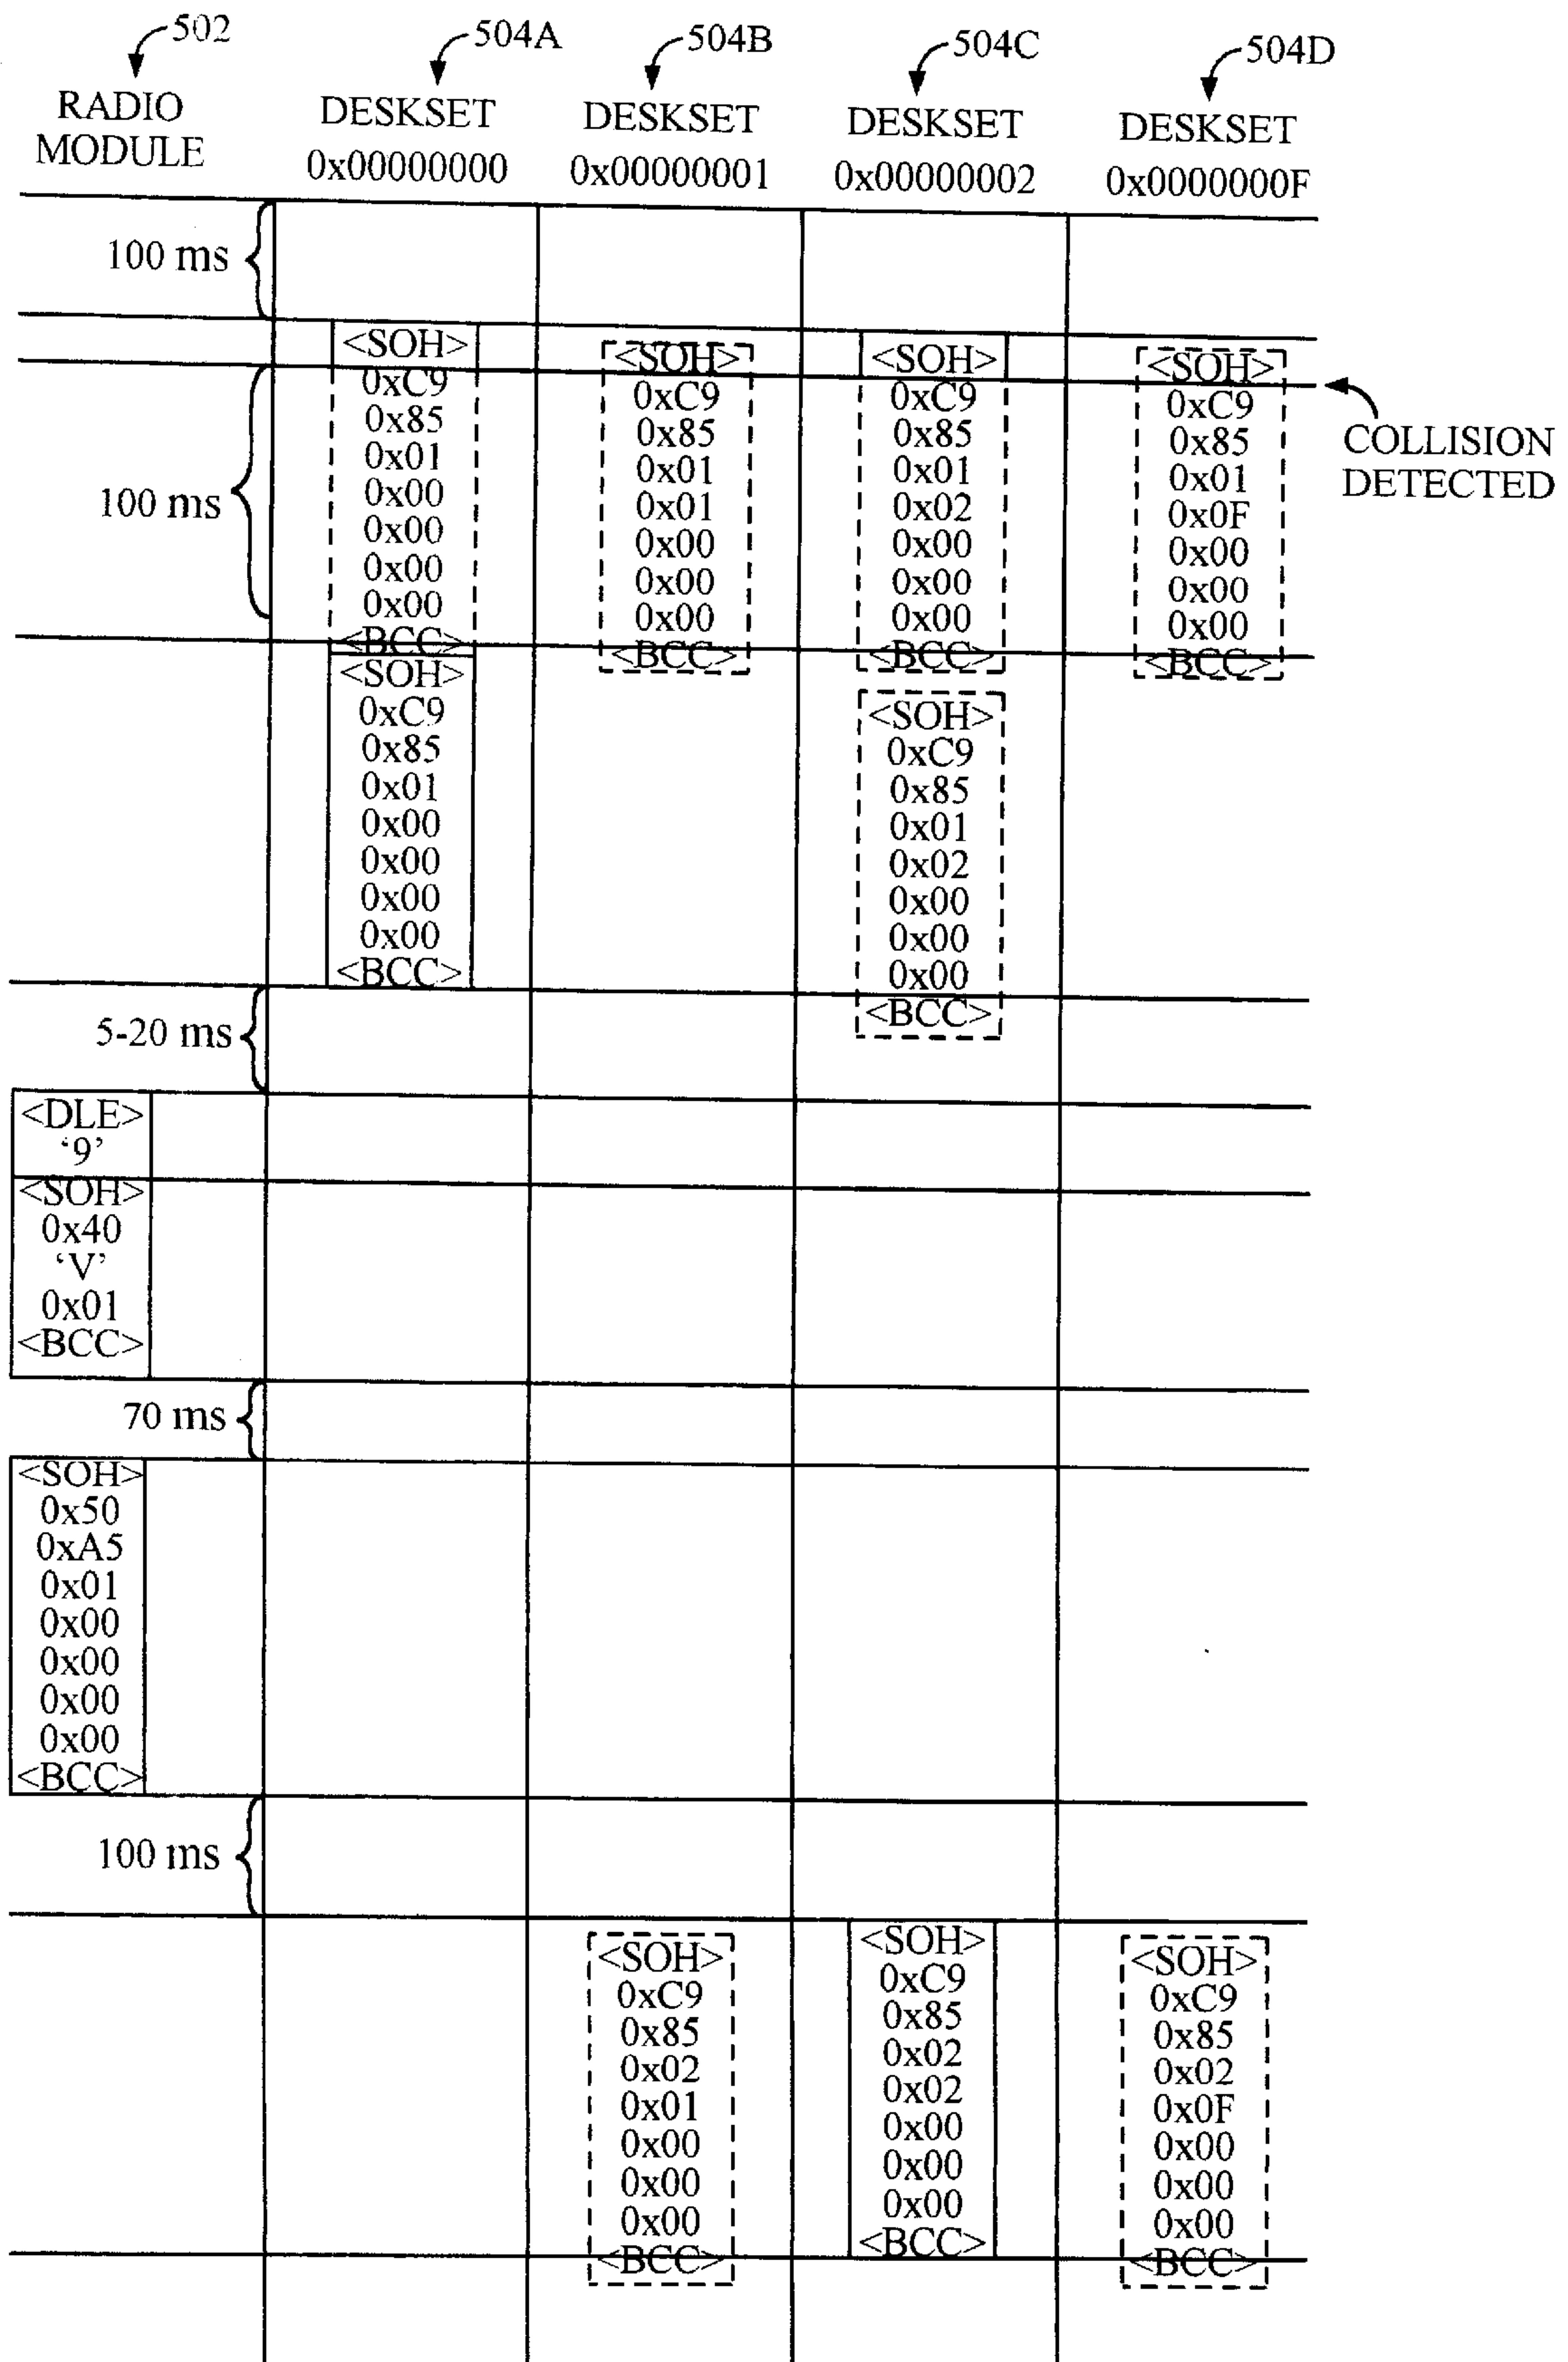 502
504A
504B
504C
504D
RADIO
MODULE
DESKSET
0x00000000
DESKSET
0x00000001
DESKSET
0x00000002
DESKSET
0x0000000F
100 ms
100 ms
<SOH>
0xC9
0x85
0x01
0x00
0x00
0x00
0x00
<BCC>
<SOH>
0xC9
0x85
0x01
0x01
0x00
0x00
0x00
<BCC>
<SOH>
0xC9
0x85
0x01
0x02
0x00
0x00
0x00
<BCC>
<SOH>
0xC9
0x85
0x01
0x0F
0x00
0x00
0x00
<BCC>
COLLISION
DETECTED
<SOH>
0xC9
0x85
0x01
0x00
0x00
0x00
0x00
<BCC>
<SOH>
0xC9
0x85
0x01
0x02
0x00
0x00
0x00
<BCC>
5-20 ms
<DLE>
‘9’
<SOH>
0x40
‘V’
0x01
<BCC>
70 ms
<SOH>
0x50
0xA5
0x01
0x00
0x00
0x00
0x00
<BCC>
100 ms
<SOH>
0xC9
0x85
0x02
0x01
0x00
0x00
0x00
<BCC>
<SOH>
0xC9
0x85
0x02
0x02
0x00
0x00
0x00
<BCC>
<SOH>
0xC9
0x85
0x02
0x0F
0x00
0x00
0x00
<BCC>